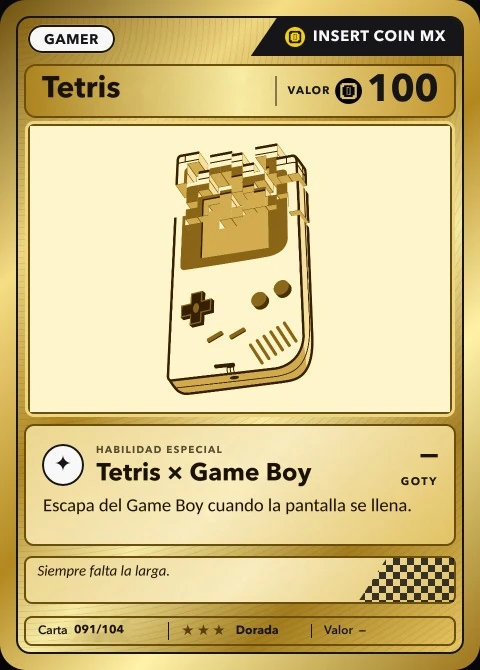 GAMER
INSERT COIN MX
Tetris
VALOR 100
HABILIDAD ESPECIAL
Tetris × Game Boy
–
GOTY
Escapa del Game Boy cuando la pantalla se llena.
Siempre falta la larga.
Carta 091/104 ★ ★ ★ Dorada Valor –